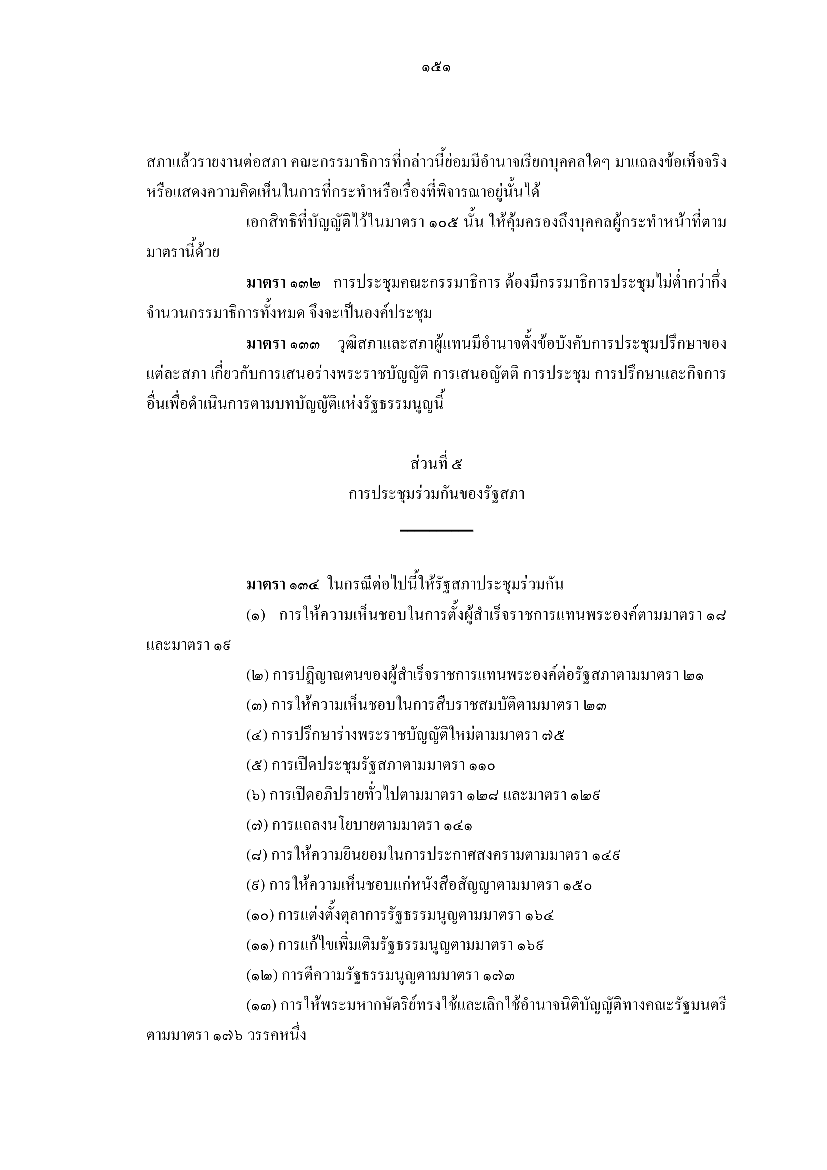 ๑๕๑
สภาแล้วรายงานต่อสภา คณะกรรมาธิการที่กล่าวนี้ย่อมมีอำนาจเรียกบุคคลใดๆ มาแถลงข้อเท็จจริง
หรือแสดงความคิดเห็นในการที่กระทำหรือเรื่องที่พิจารณาอยู่นั้นได้
เอกสิทธิที่บัญญัติไว้ในมาตรา ๑๐๕ นั้น ให้คุ้มครองถึงบุคคลผู้กระทำหน้าที่ตาม
มาตรานี้ด้วย
มาตรา ๑๓๒ การประชุมคณะกรรมาธิการ ต้องมีกรรมาธิการประชุมไม่ต่ำกว่ากึ่ง
จำนวนกรรมาธิการทั้งหมด จึงจะเป็นองค์ประชุม
มาตรา ๑๓๓ วุฒิสภาและสภาผู้แทนมีอำนาจตั้งข้อบังคับการประชุมปรึกษาของ
แต่ละสภา เกี่ยวกับการเสนอร่างพระราชบัญญัติ การเสนอญัตติ การประชุม การปรึกษาและกิจการ
อื่นเพื่อดำเนินการตามบทบัญญัติแห่งรัฐธรรมนูญนี้
ส่วนที่ ๕
การประชุมร่วมกันของรัฐสภา
มาตรา ๑๓๔ ในกรณีต่อไปนี้ให้รัฐสภาประชุมร่วมกัน
(๑) การให้ความเห็นชอบในการตั้งผู้สำเร็จราชการแทนพระองค์ตามมาตรา ๑๘
และมาตรา ๑๙
(๒) การปฏิญาณตนของผู้สำเร็จราชการแทนพระองค์ต่อรัฐสภาตามมาตรา ๒๑
(๓) การให้ความเห็นชอบในการสืบราชสมบัติตามมาตรา ๒๓
(๔) การปรึกษาร่างพระราชบัญญัติใหม่ตามมาตรา ๗๕
(๕) การเปิดประชุมรัฐสภาตามมาตรา ๑๑๐
(๖) การเปิดอภิปรายทั่วไปตามมาตรา ๑๒๘ และมาตรา ๑๒๙
(๗) การแถลงนโยบายตามมาตรา ๑๔๑
(๘) การให้ความยินยอมในการประกาศสงครามตามมาตรา ๑๔๙
(๙) การให้ความเห็นชอบแก่หนังสือสัญญาตามมาตรา ๑๕๐
(๑๐) การแต่งตั้งตุลาการรัฐธรรมนูญตามมาตรา ๑๖๔
(๑๑) การแก้ไขเพิ่มเติมรัฐธรรมนูญตามมาตรา ๑๖๙
(๑๒) การตีความรัฐธรรมนูญตามมาตรา ๑๗๓
(๑๓) การให้พระมหากษัตริย์ทรงใช้และเลิกใช้อำนาจนิติบัญญัติทางคณะรัฐมนตรี
ตามมาตรา ๑๗๖ วรรคหนึ่ง